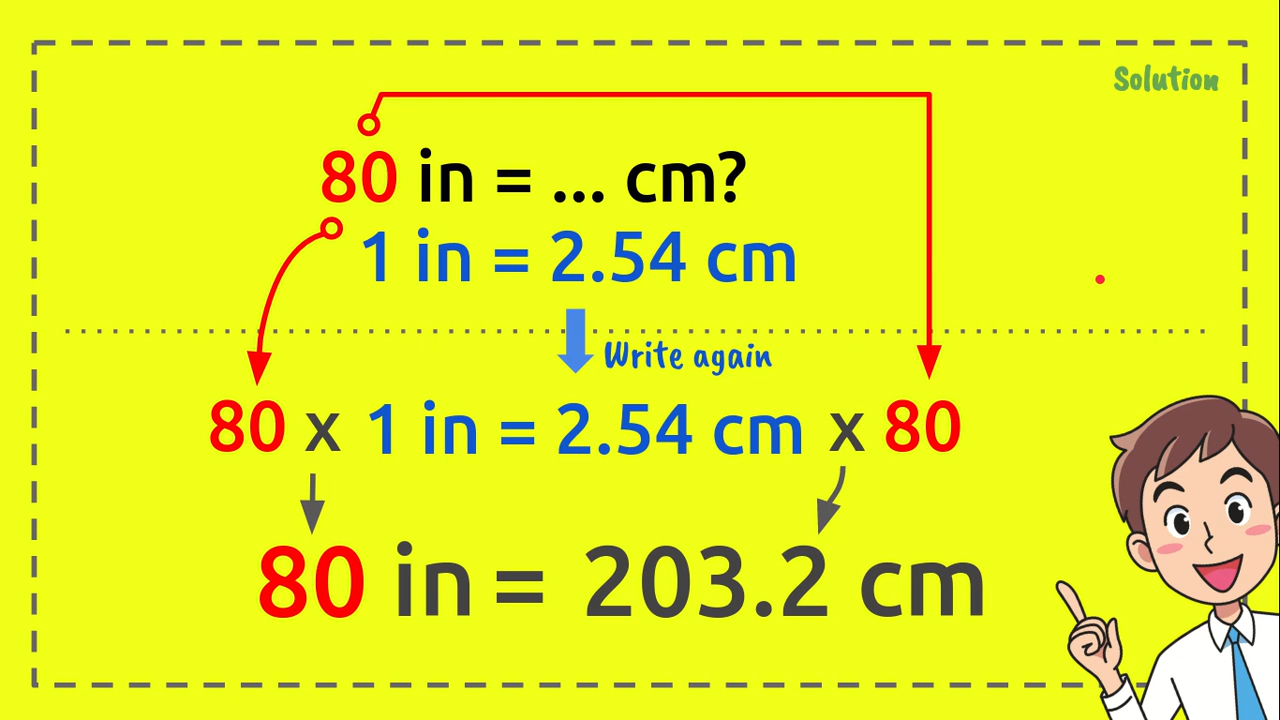 Solution
80 in = ... cm?
1 in = 2.54 cm
Write again
80 x 1 in = 2.54 cm x 80
80 in = 203.2 cm